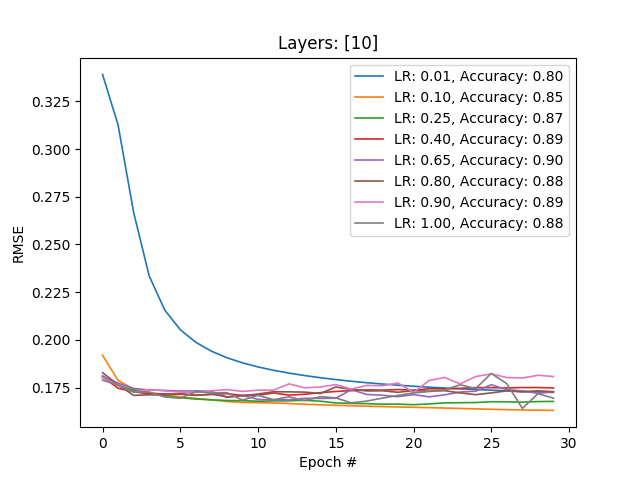 Layers: [10]
LR: 0.01, Accuracy: 0.80
LR: 0.10, Accuracy: 0.85
LR: 0.25, Accuracy: 0.87
LR: 0.40, Accuracy: 0.89
LR: 0.65, Accuracy: 0.90
LR: 0.80, Accuracy: 0.88
LR: 0.90, Accuracy: 0.89
LR: 1.00, Accuracy: 0.88
RMSE
0.325
0.300
0.275
0.250
0.225
0.200
0.175
0 5 10 15 20 25 30
Epoch #